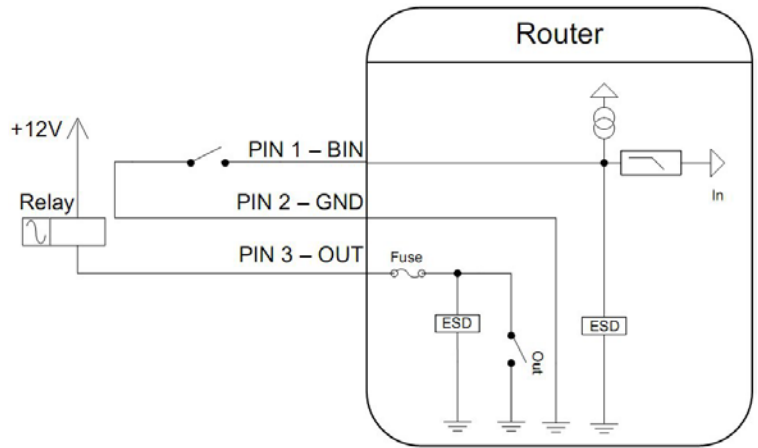 Router
+12V
PIN 1 – BIN
In
Relay
PIN 2 – GND
PIN 3 – OUT
Fuse
ESD
ESD
Out